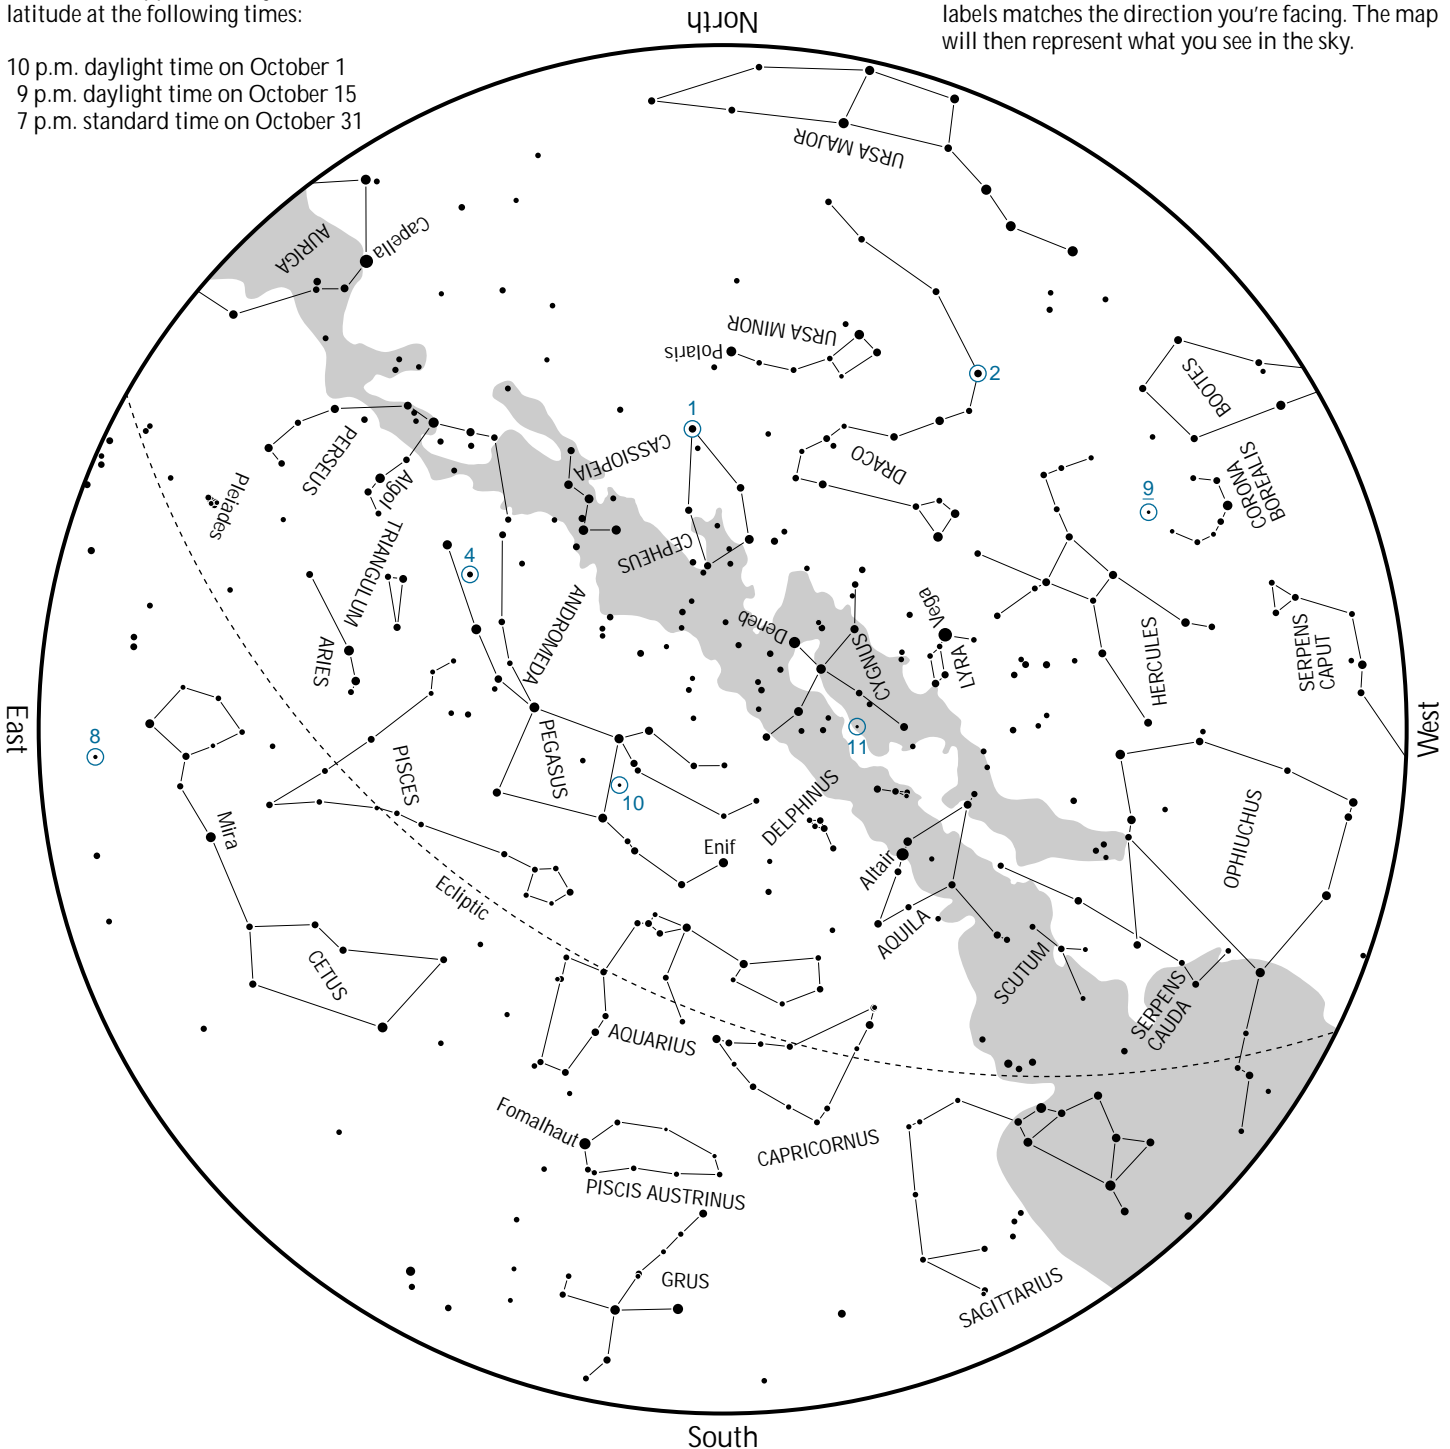 latitude at the following times:
10 p.m. daylight time on October 1
9 p.m. daylight time on October 15
7 p.m. standard time on October 31
labels matches the direction you're facing. The map
will then represent what you see in the sky.
North
URSA MAJOR
Capella
AURIGA
URSA MINOR
Polaris
2
BOOTES
1
CASSIOPEIA
PERSEUS
DRACO
CORONA
BOREALIS
Algol
Pleiades
9
TRIANGULUM
CEPHEUS
4
ANDROMEDA
Deneb
Vega
CYGNUS
LYRA
HERCULES
SERPENS
CAPUT
ARIES
East
West
8
PEGASUS
11
PISCES
10
DELPHINUS
Mira
Enif
OPHIUCHUS
Altair
Ecliptic
AQUILA
CETUS
SCUTUM
SERPENS
CAUDA
AQUARIUS
Fomalhaut
CAPRICORNUS
PISCIS AUSTRINUS
GRUS
SAGITTARIUS
South